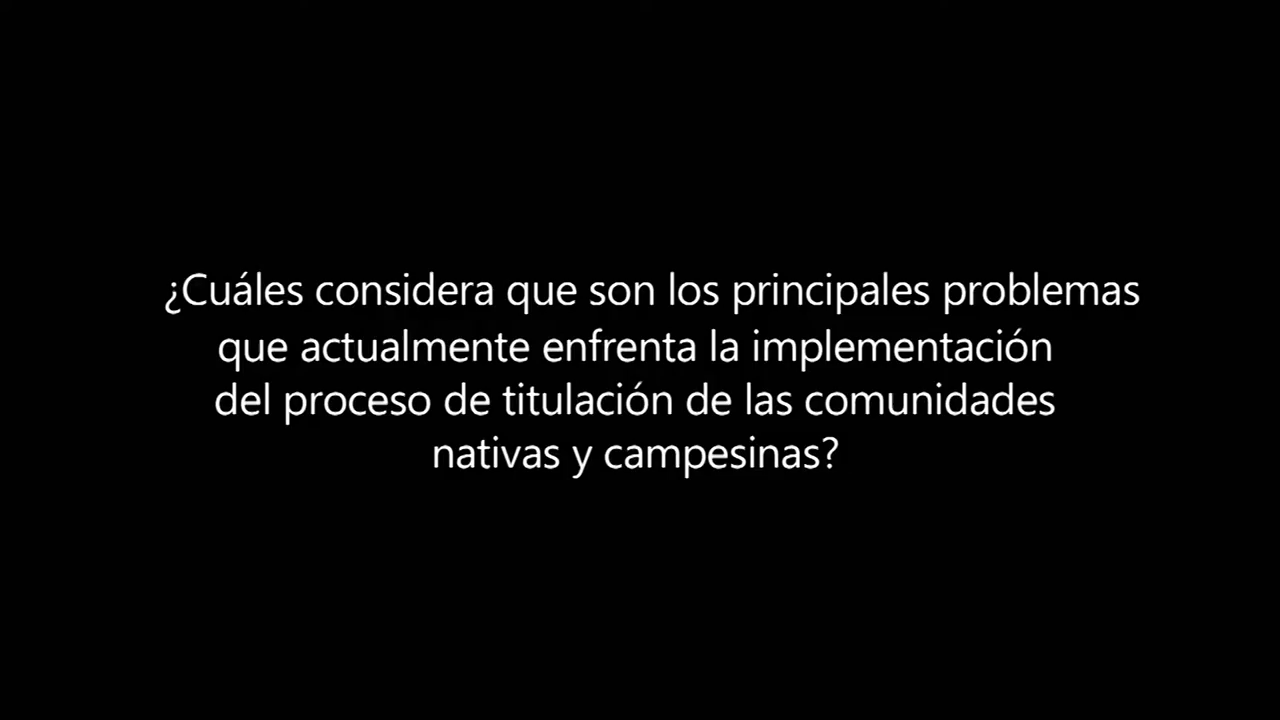 ¿Cuáles considera que son los principales problemas
que actualmente enfrenta la implementación
del proceso de titulación de las comunidades
nativas y campesinas?